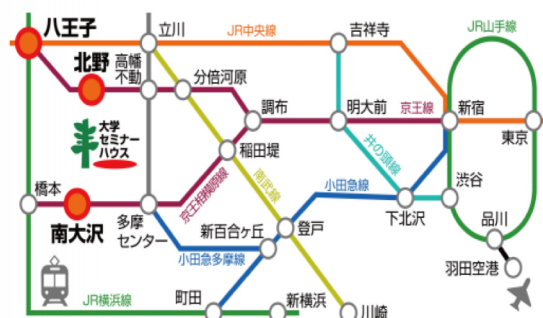 八王子
立川
JR中央線
吉祥寺
JR山手線
北野
高幡
不動
分倍河原
調布
明大前
京王線
新宿
東京
大学
セミナー
ハウス
稲田堤
井の頭線
橋本
南大沢
京王相模原線
南武線
小田急線
渋谷
下北沢
多摩
センター
新百合ヶ丘
登戸
品川
小田急多摩線
羽田空港
JR横浜線
町田
新横浜
川崎